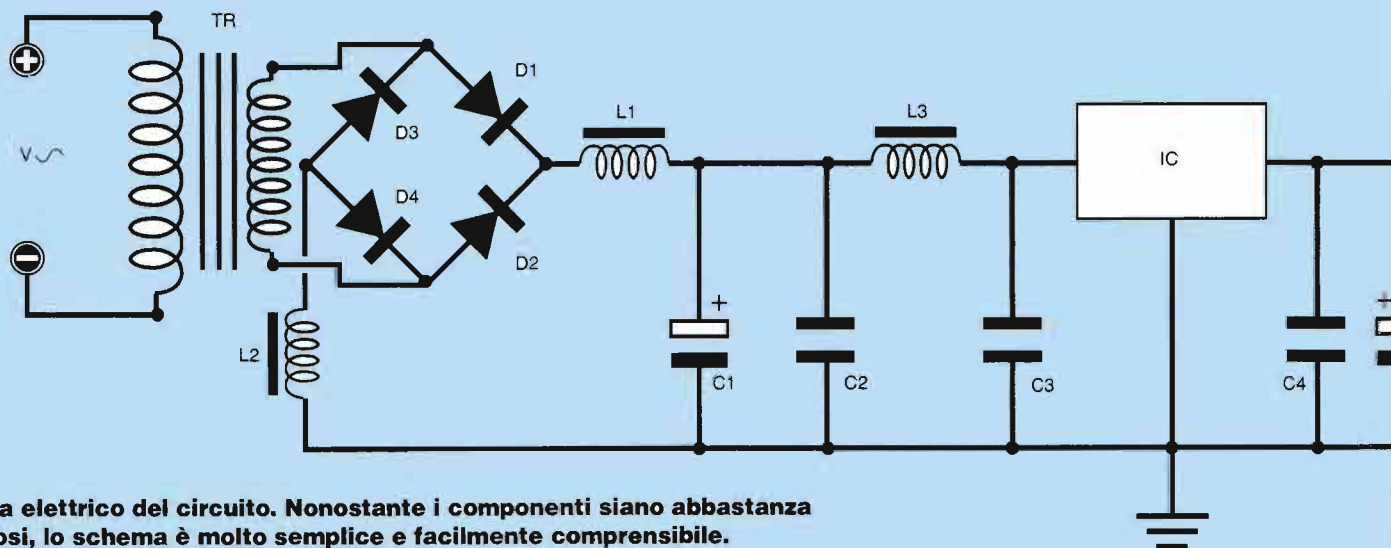 TR
D1
D3
L1
L3
V
IC
D4
D2
+
+
L2
C1
C2
C3
C4
elettrico del circuito. Nonostante i componenti siano abbastanza
lo schema è molto semplice e facilmente comprensibile.